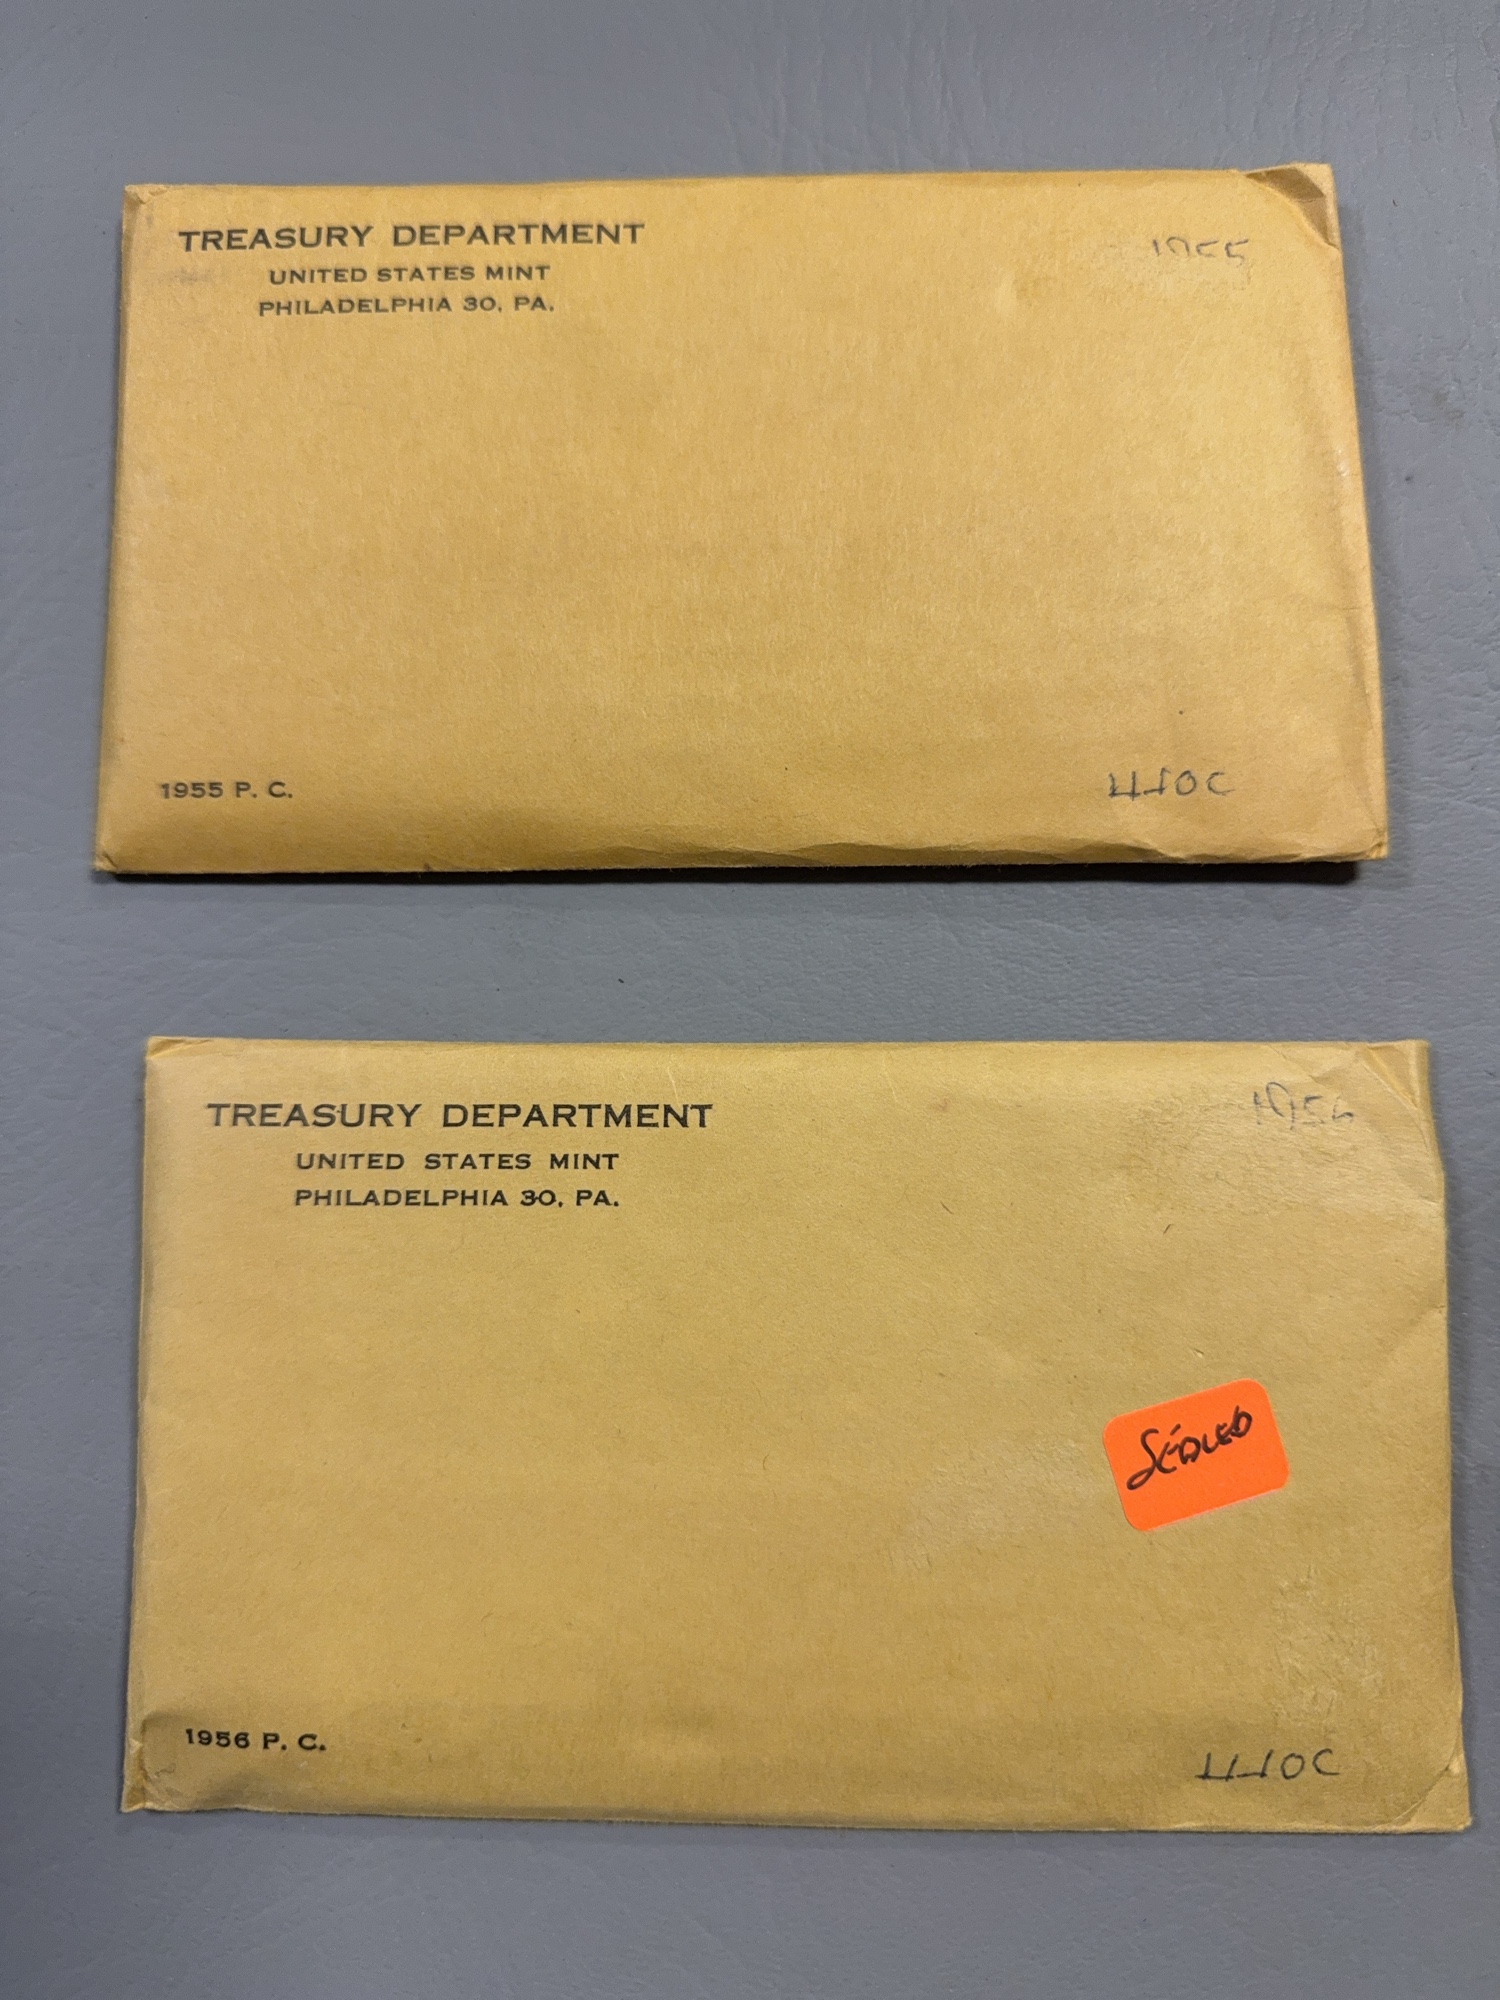 TREASURY DEPARTMENT
UNITED STATES MINT
PHILADELPHIA 30, PA.
1955
1955 P. C.
TREASURY DEPARTMENT
UNITED STATES MINT
PHILADELPHIA 30, PA.
1956
SEALED
1956 P. C.